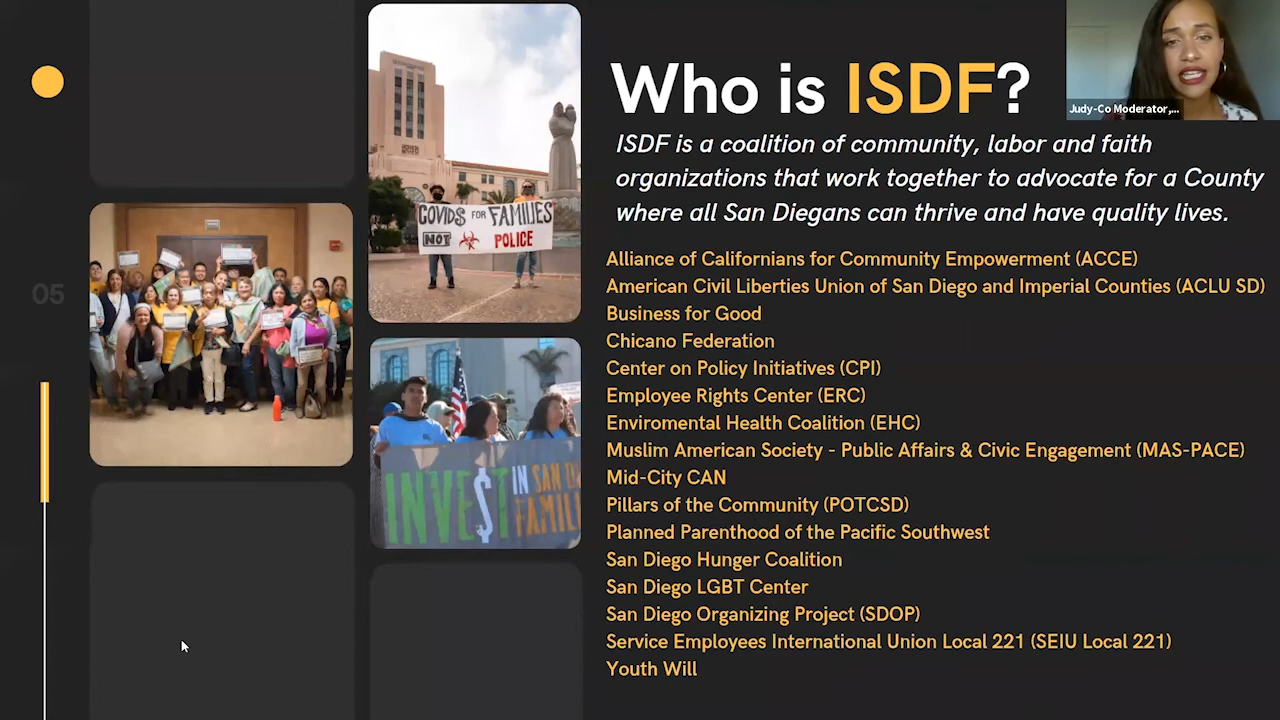 Who is ISDF?
Judy-Co Moderator,...
ISDF is a coalition of community, labor and faith
organizations that work together to advocate for a County
where all San Diegans can thrive and have quality lives.
Alliance of Californians for Community Empowerment (ACCE)
American Civil Liberties Union of San Diego and Imperial Counties (ACLU SD)
Business for Good
Chicano Federation
Center on Policy Initiatives (CPI)
Employee Rights Center (ERC)
Enviromental Health Coalition (EHC)
Muslim American Society - Public Affairs & Civic Engagement (MAS-PACE)
Mid-City CAN
Pillars of the Community (POTCSD)
Planned Parenthood of the Pacific Southwest
San Diego Hunger Coalition
San Diego LGBT Center
San Diego Organizing Project (SDOP)
Service Employees International Union Local 221 (SEIU Local 221)
Youth Will
05
COVID$ FOR FAMILIES
NOT POLICE
INVE$T IN SAN DI
FAMILI